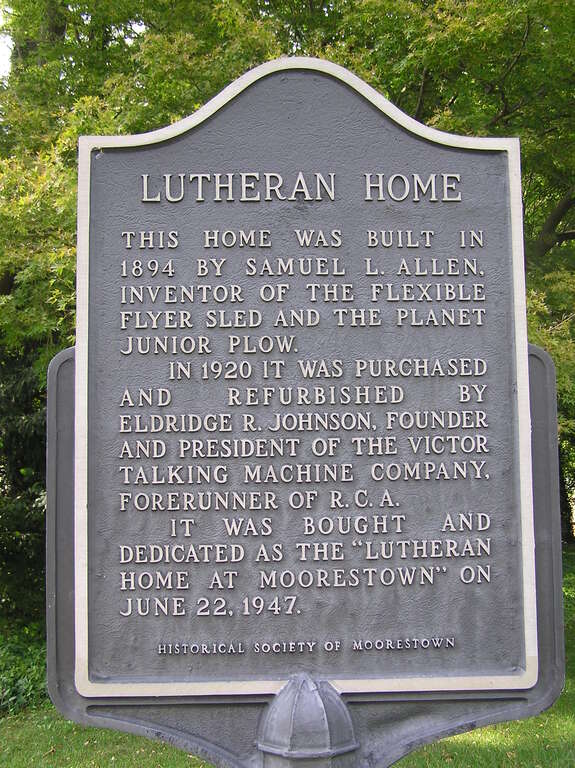 LUTHERAN HOME
THIS HOME WAS BUILT IN
1894 BY SAMUEL L. ALLEN,
INVENTOR OF THE FLEXIBLE
FLYER SLED AND THE PLANET
JUNIOR PLOW.
IN 1920 IT WAS PURCHASED
AND REFURBISHED BY
ELDRIDGE R. JOHNSON, FOUNDER
AND PRESIDENT OF THE VICTOR
TALKING MACHINE COMPANY,
FORERUNNER OF R.C.A.
IT WAS BOUGHT AND
DEDICATED AS THE "LUTHERAN
HOME AT MOORESTOWN" ON
JUNE 22, 1947.
HISTORICAL SOCIETY OF MOORESTOWN